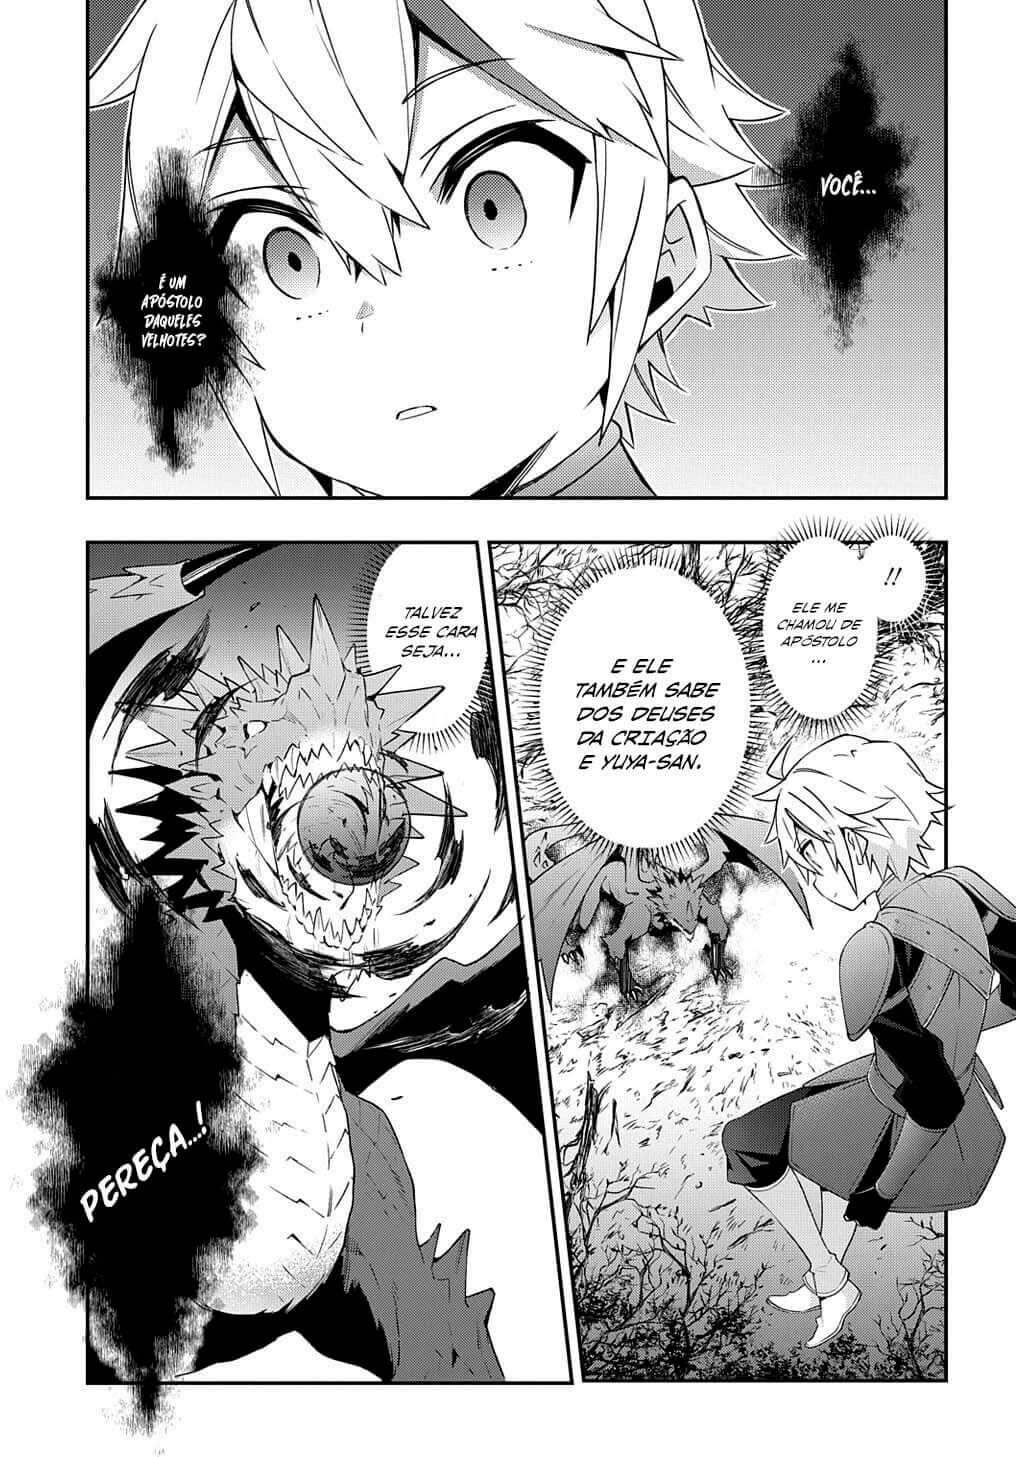 VOCÊ...
É UM
APÓSTOLO
DAQUELES
VELHOTES?
!!
ELE ME
CHAMOU DE
APÓSTOLO
...
E ELE
TAMBÉM SABE
DOS DEUSES
DA CRIAÇÃO
E YUYA-SAN.
TALVEZ
ESSE CARA
SEJA...
PEREÇA...!